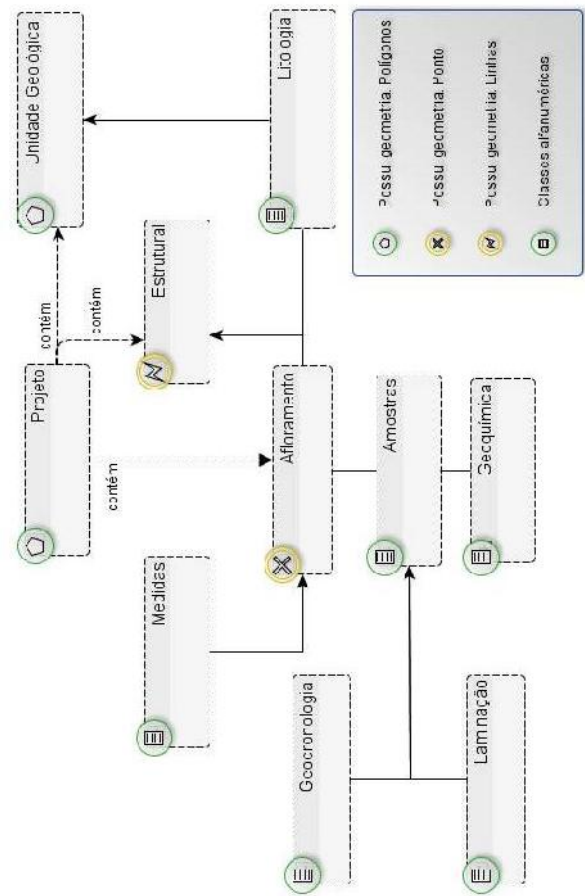 Projeto
Unidade Geológica
contém
contém
contém
Medidas
Estrutural
Afloramento
Litologia
Geocronologia
Amostras
Laminação
Geoquímica
Possui geometria: Polígonos
Possui geometria: Ponto
Possui geometria: Linhas
Classes alfanuméricas